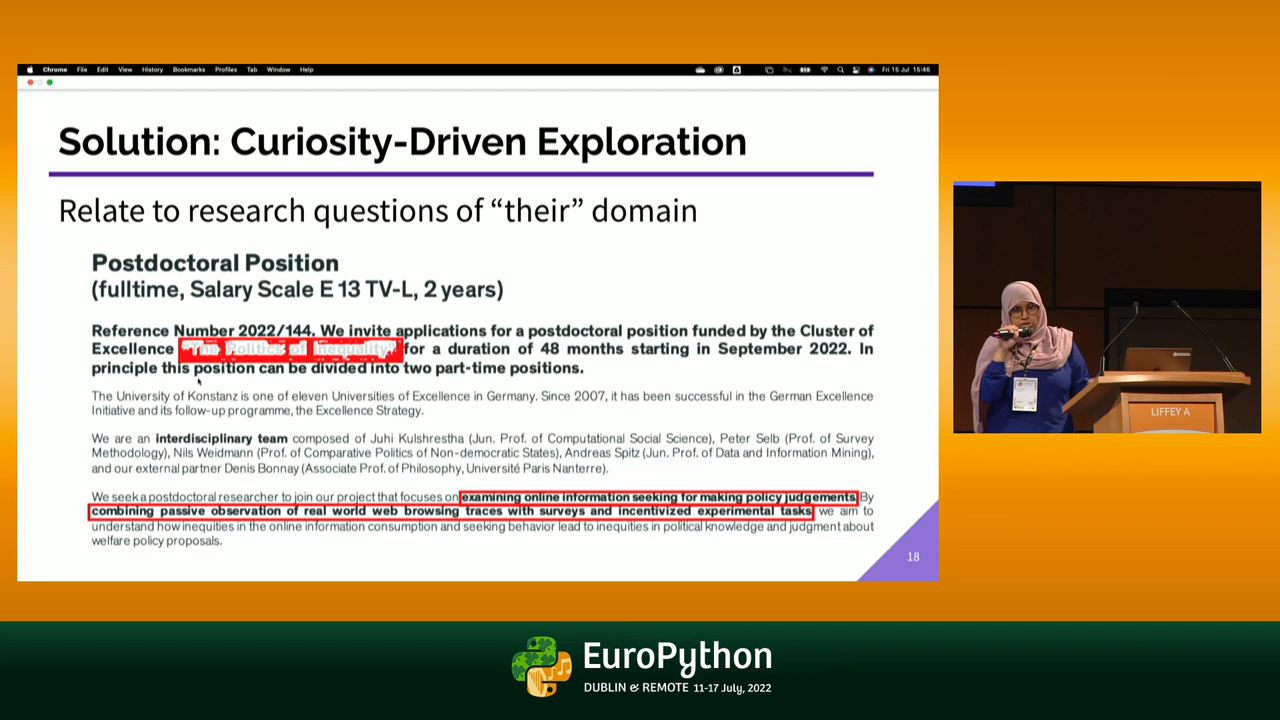 Chrome File Edit View History Bookmarks Profiles Tab Window Help Fri 15 Jul 15:46
Solution: Curiosity-Driven Exploration
Relate to research questions of “their” domain
Postdoctoral Position
(fulltime, Salary Scale E 13 TV-L, 2 years)
Reference Number 2022/144. We invite applications for a postdoctoral position funded by the Cluster of
Excellence "The Politics of Inequality" for a duration of 48 months starting in September 2022. In
principle this position can be divided into two part-time positions.
The University of Konstanz is one of eleven Universities of Excellence in Germany. Since 2007, it has been successful in the German Excellence
Initiative and its follow-up programme, the Excellence Strategy.
We are an interdisciplinary team composed of Juhi Kulshrestha (Jun. Prof. of Computational Social Science), Peter Selb (Prof. of Survey
Methodology), Nils Weidmann (Prof. of Comparative Politics of Non-democratic States), Andreas Spitz (Jun. Prof. of Data and Information Mining),
and our external partner Denis Bonnay (Associate Prof. of Philosophy, Université Paris Nanterre).
We seek a postdoctoral researcher to join our project that focuses on examining online information seeking for making policy judgements. By
combining passive observation of real world web browsing traces with surveys and incentivized experimental tasks, we aim to
understand how inequities in the online information consumption and seeking behavior lead to inequities in political knowledge and judgment about
welfare policy proposals.
18
LIFFEY A
EuroPython
DUBLIN & REMOTE 11-17 July, 2022